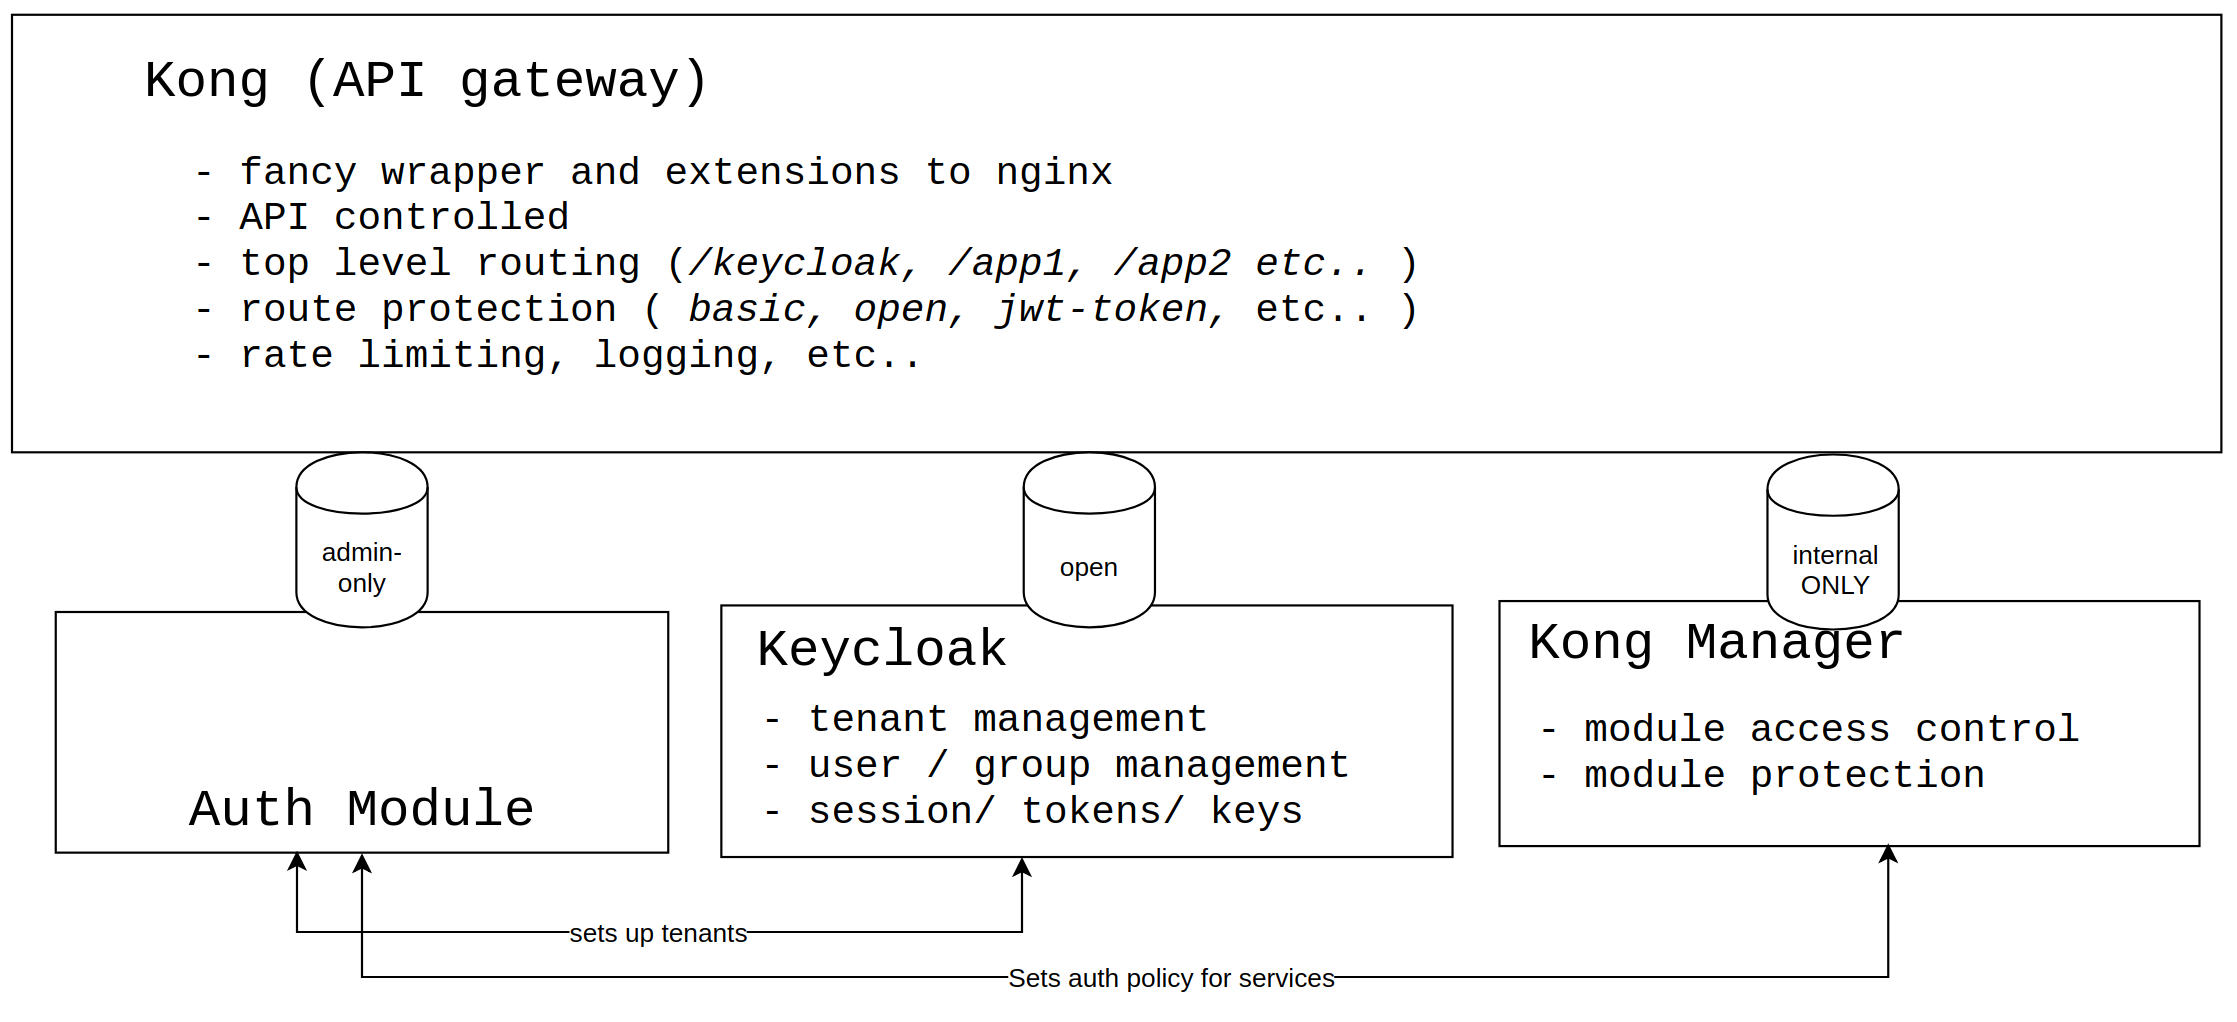 Kong (API gateway)
- fancy wrapper and extensions to nginx
- API controlled
- top level routing (/keycloak, /app1, /app2 etc.. )
- route protection ( basic, open, jwt-token, etc.. )
- rate limiting, logging, etc..
admin-
only
open
internal
ONLY
Auth Module
Keycloak
- tenant management
- user / group management
- session/ tokens/ keys
Kong Manager
- module access control
- module protection
sets up tenants
Sets auth policy for services